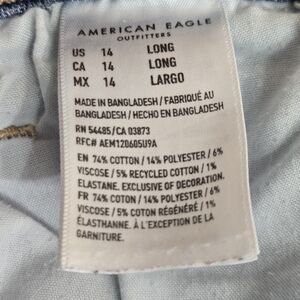 AMERICAN EAGLE
OUTFITTERS
US 14 LONG
CA 14 LONG
MX 14 LARGO
MADE IN BANGLADESH / FABRIQUÉ AU
BANGLADESH / HECHO EN BANGLADESH
RN 54485/CA 03873
RFC# AEM120605U9A
EN 74% COTTON / 14% POLYESTER / 6%
VISCOSE / 5% RECYCLED COTTON / 1%
ELASTANE. EXCLUSIVE OF DECORATION.
FR 74% COTON / 14% POLYESTER / 6%
VISCOSE / 5% COTON RÉGÉNÉRÉ / 1%
ÉLASTHANNE. À L'EXCEPTION DE LA
GARNITURE.